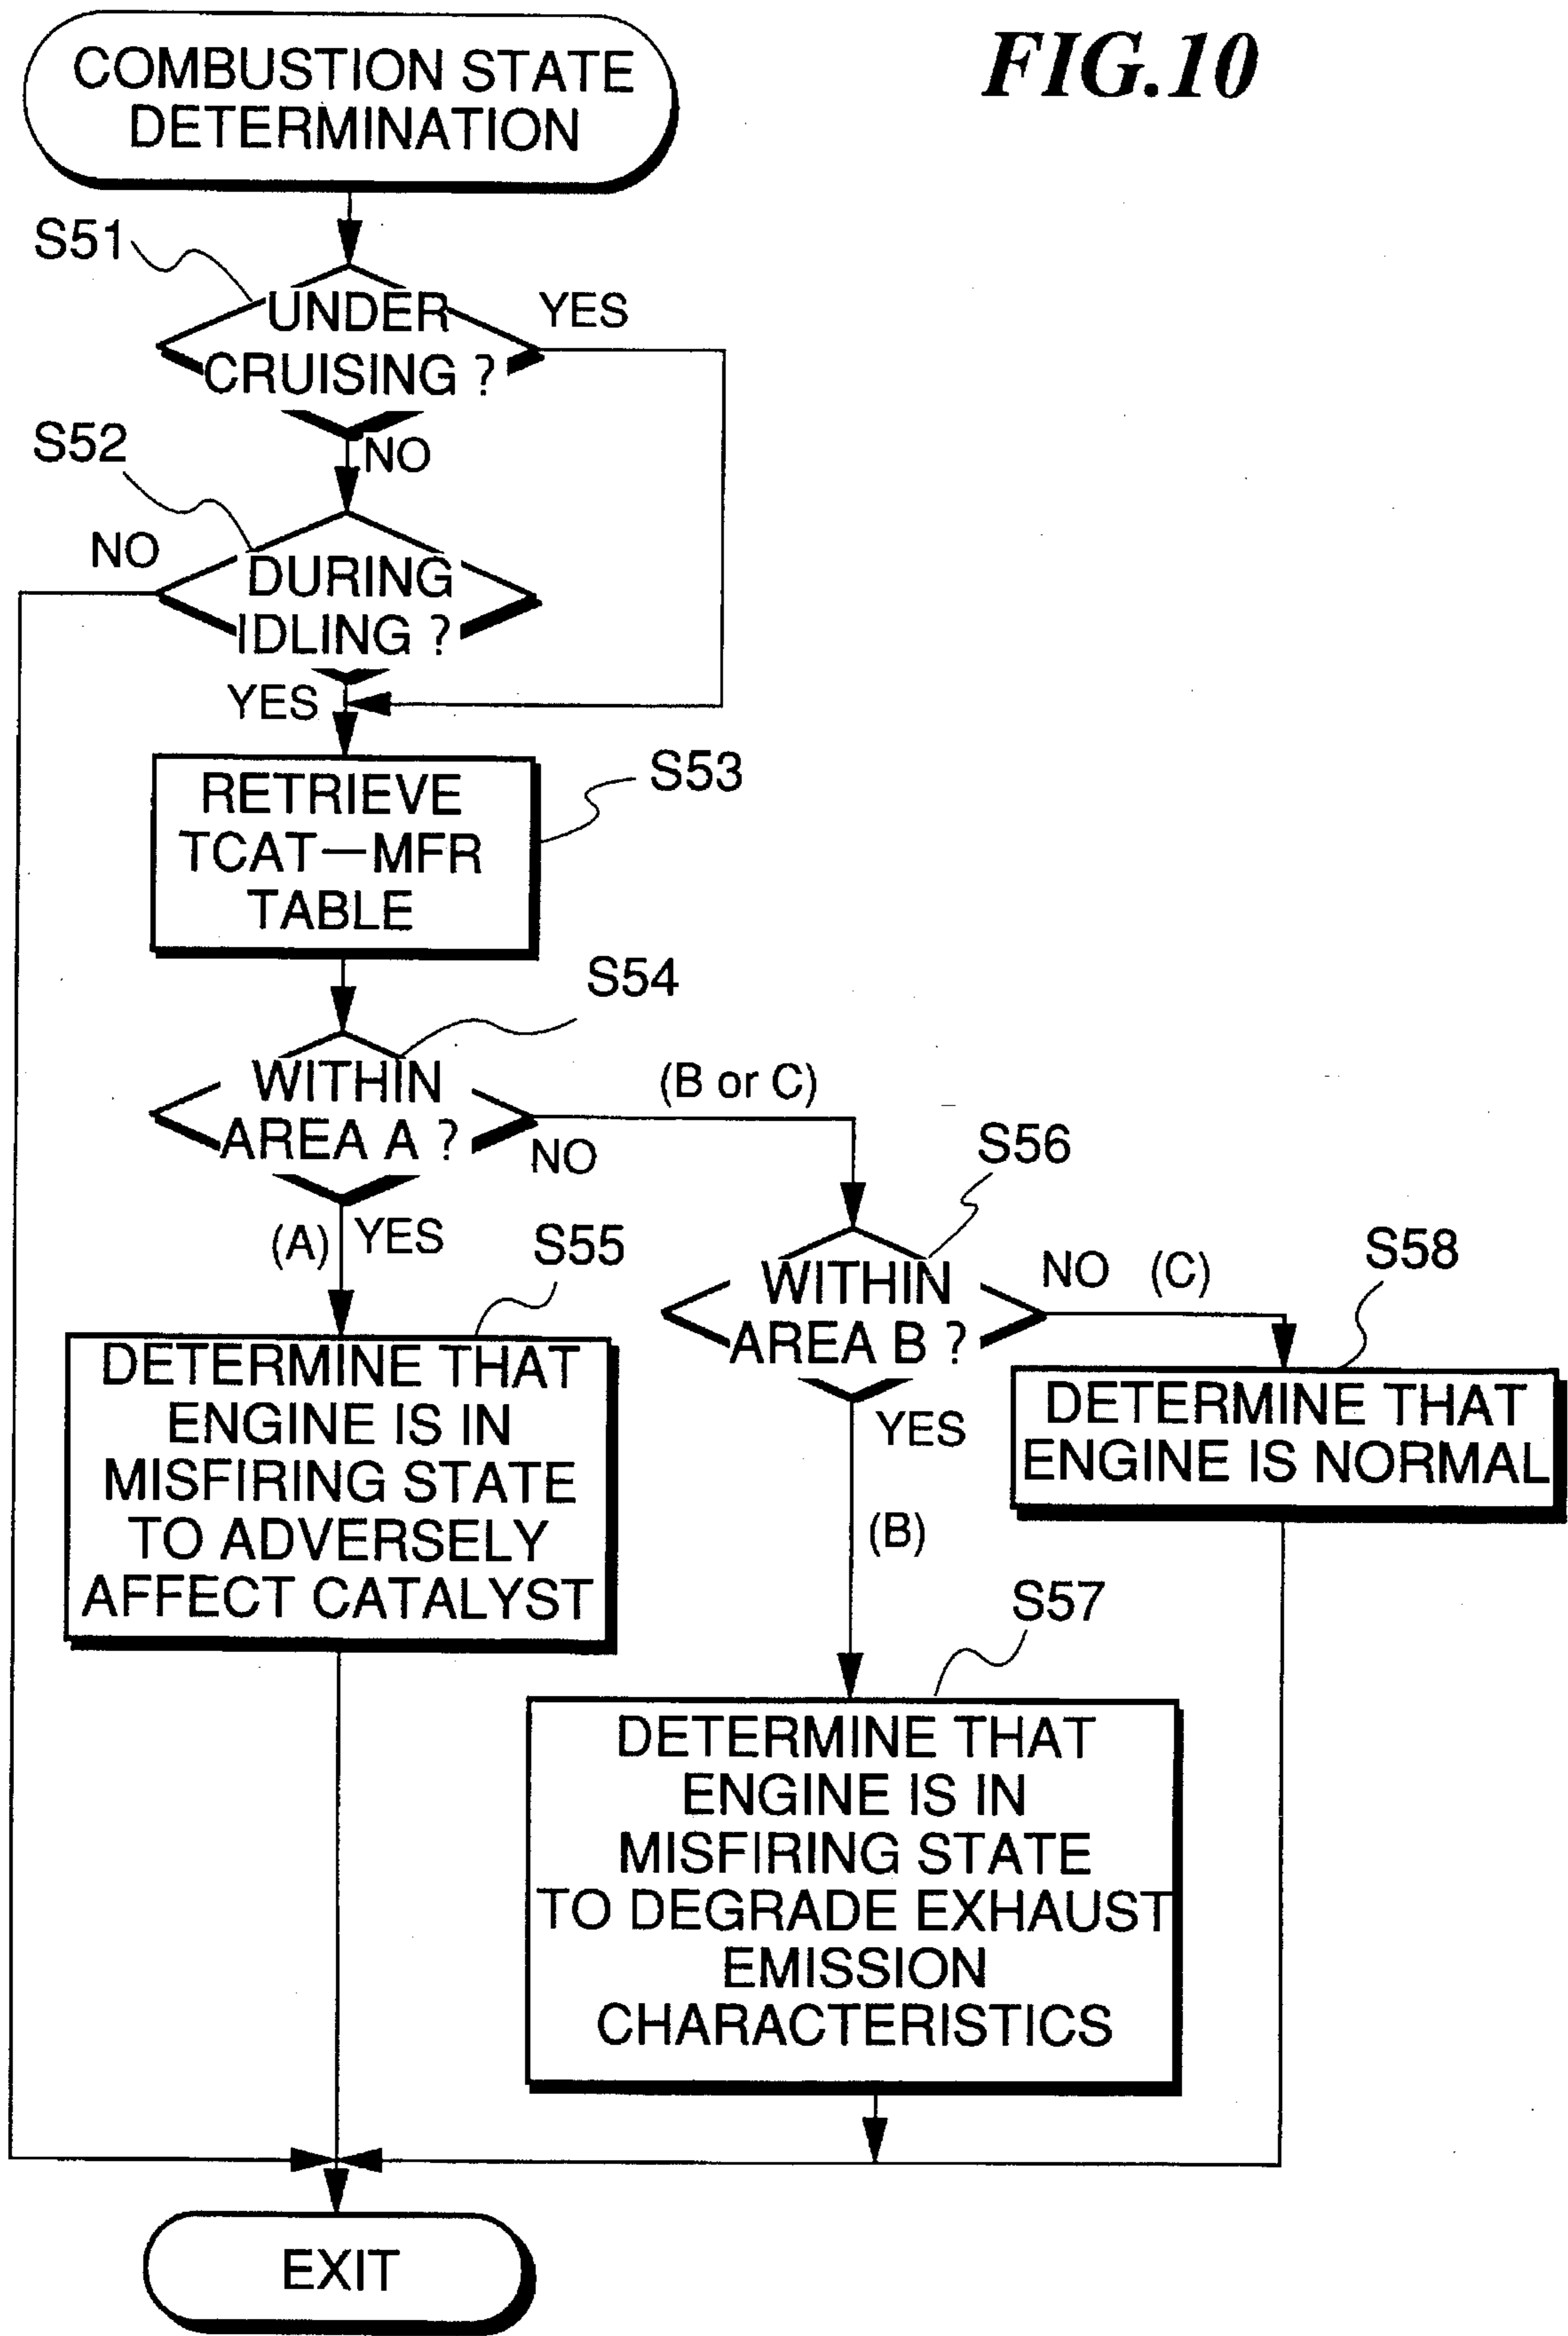 FIG.10
COMBUSTION STATE
DETERMINATION
S51
UNDER
CRUISING ?
YES
NO
S52
DURING
IDLING ?
NO
YES
S53
RETRIEVE
TCAT—MFR
TABLE
S54
WITHIN
AREA A ?
(B or C)
NO
(A) YES
S55
DETERMINE THAT
ENGINE IS IN
MISFIRING STATE
TO ADVERSELY
AFFECT CATALYST
S56
WITHIN
AREA B ?
NO (C)
YES
(B)
S58
DETERMINE THAT
ENGINE IS NORMAL
S57
DETERMINE THAT
ENGINE IS IN
MISFIRING STATE
TO DEGRADE EXHAUST
EMISSION
CHARACTERISTICS
EXIT